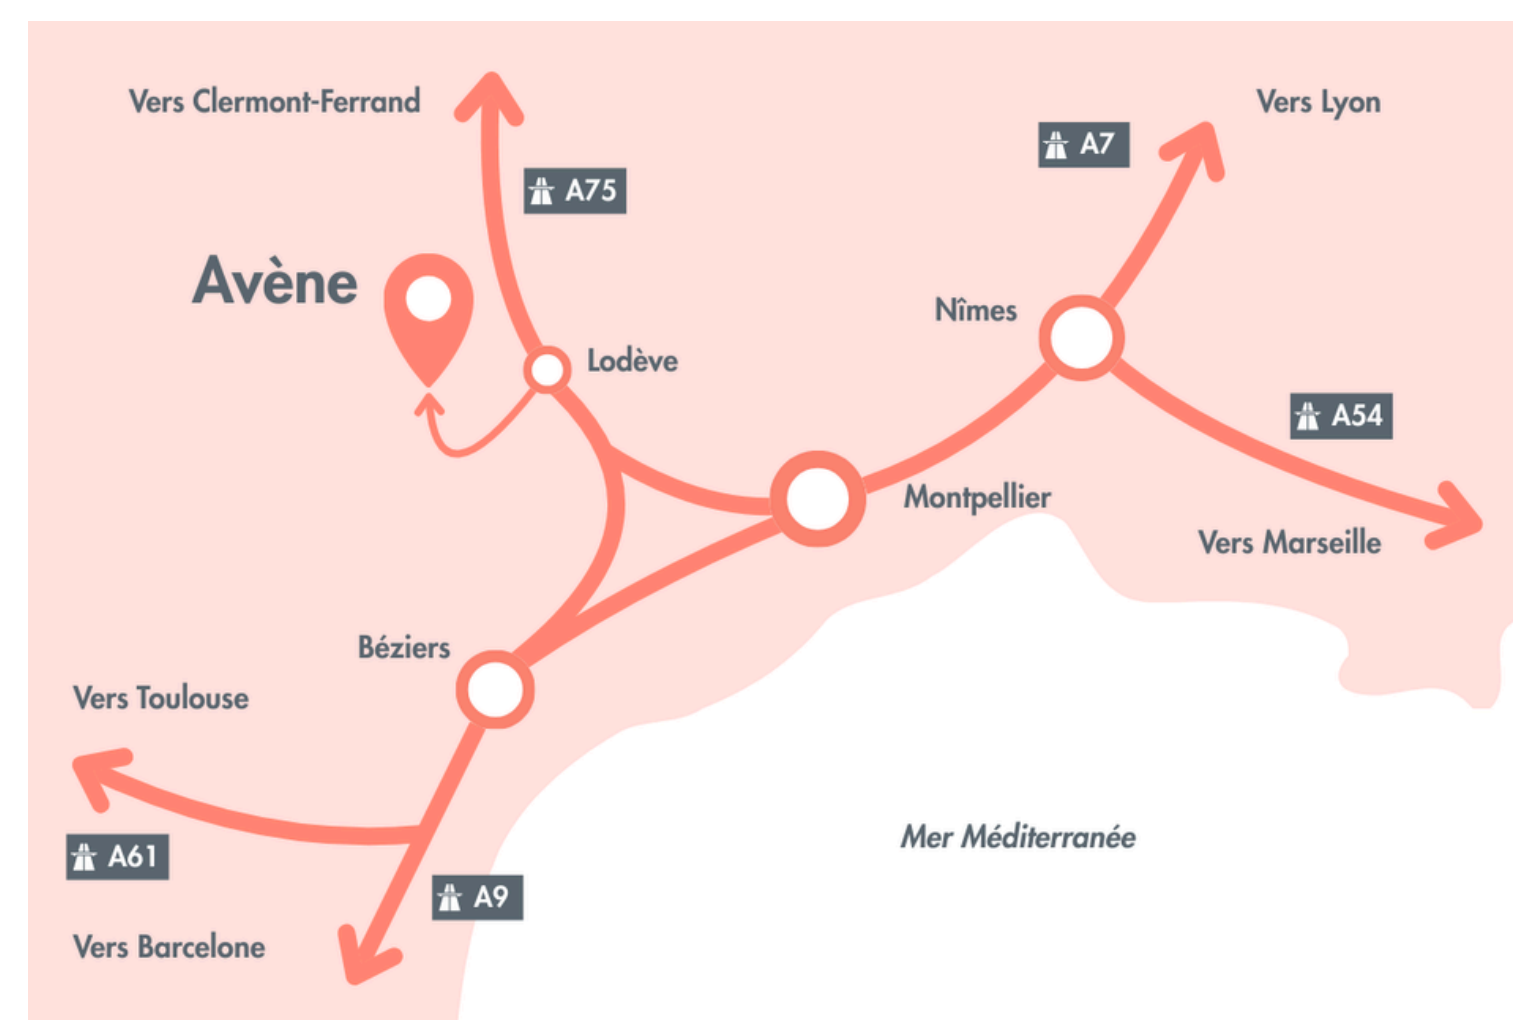 Vers Clermont-Ferrand
Vers Lyon
A7
A75
Avène
Nîmes
Lodève
A54
Montpellier
Vers Marseille
Béziers
Vers Toulouse
Mer Méditerranée
A61
A9
Vers Barcelone